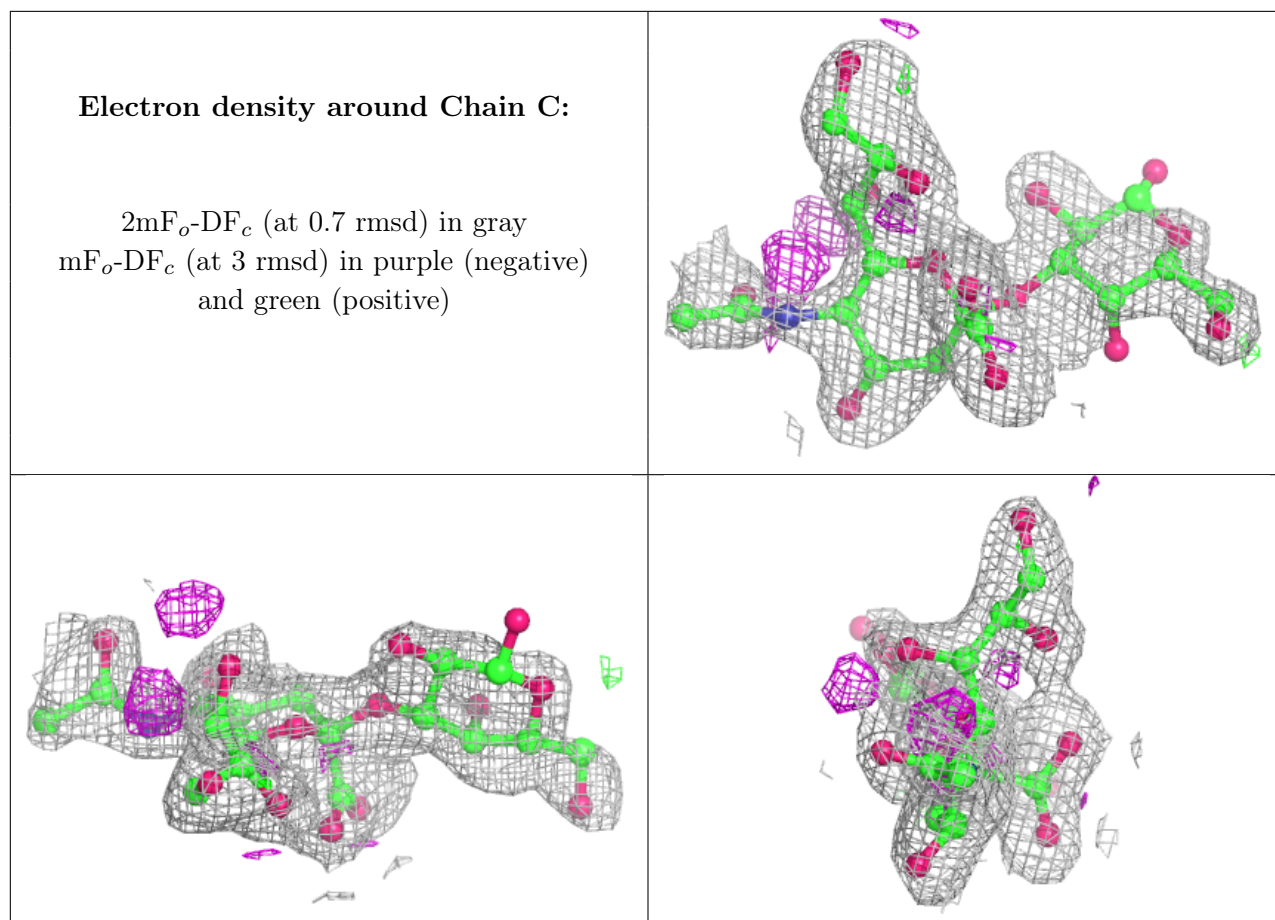 Electron density around Chain C:
2mFo-DFc (at 0.7 rmsd) in gray
mFo-DFc (at 3 rmsd) in purple (negative)
and green (positive)